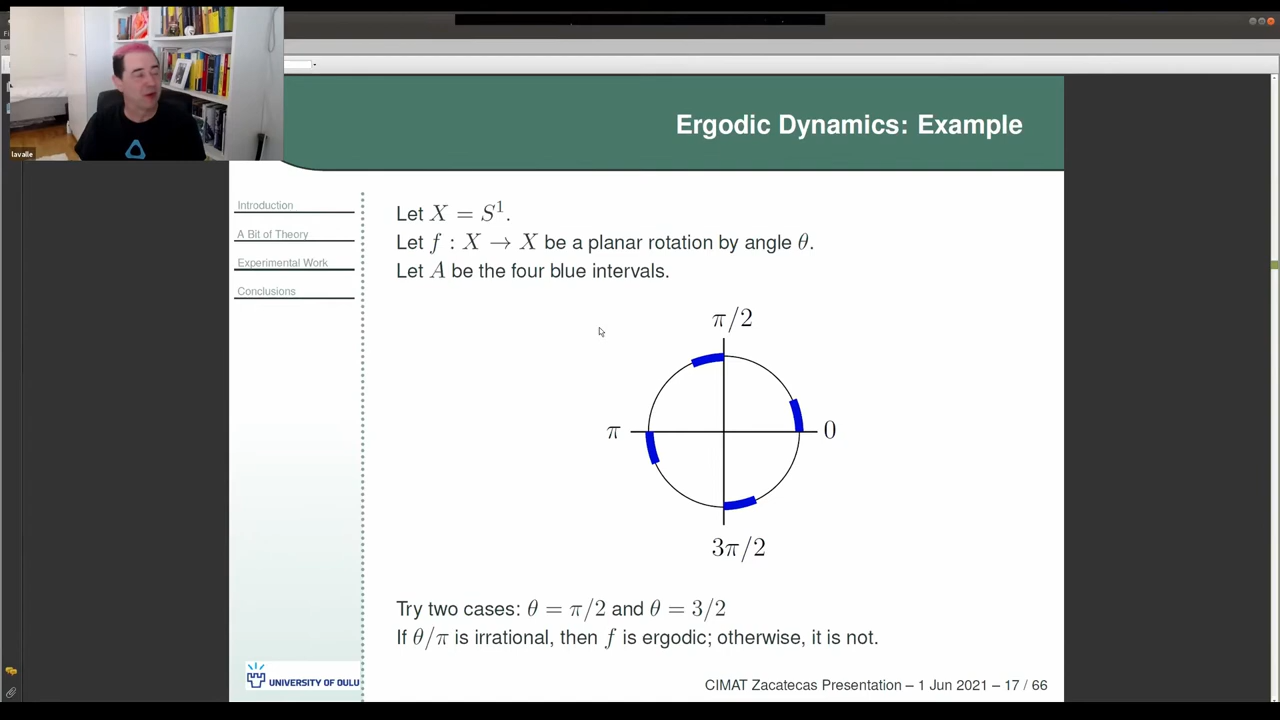 lavalle
Ergodic Dynamics: Example
Introduction
A Bit of Theory
Experimental Work
Conclusions
Let X = S¹.
Let f : X → X be a planar rotation by angle θ.
Let A be the four blue intervals.
π/2
π
0
3π/2
Try two cases: θ = π/2 and θ = 3/2
If θ/π is irrational, then f is ergodic; otherwise, it is not.
UNIVERSITY OF OULU
CIMAT Zacatecas Presentation – 1 Jun 2021 – 17 / 66